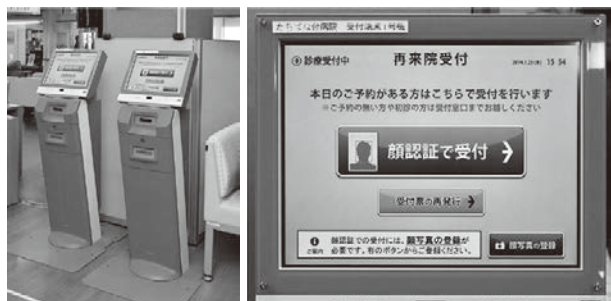 診療受付中
再来院受付
15 54
本日のご予約がある方はこちらで受付を行います
※ご予約の無い方や初診の方は受付窓口までお越しください
顔認証で受付
受付票の再発行
ご案内
顔認証での受付には、顔写真の登録が
必要です。右のボタンからご登録ください。
顔写真の登録